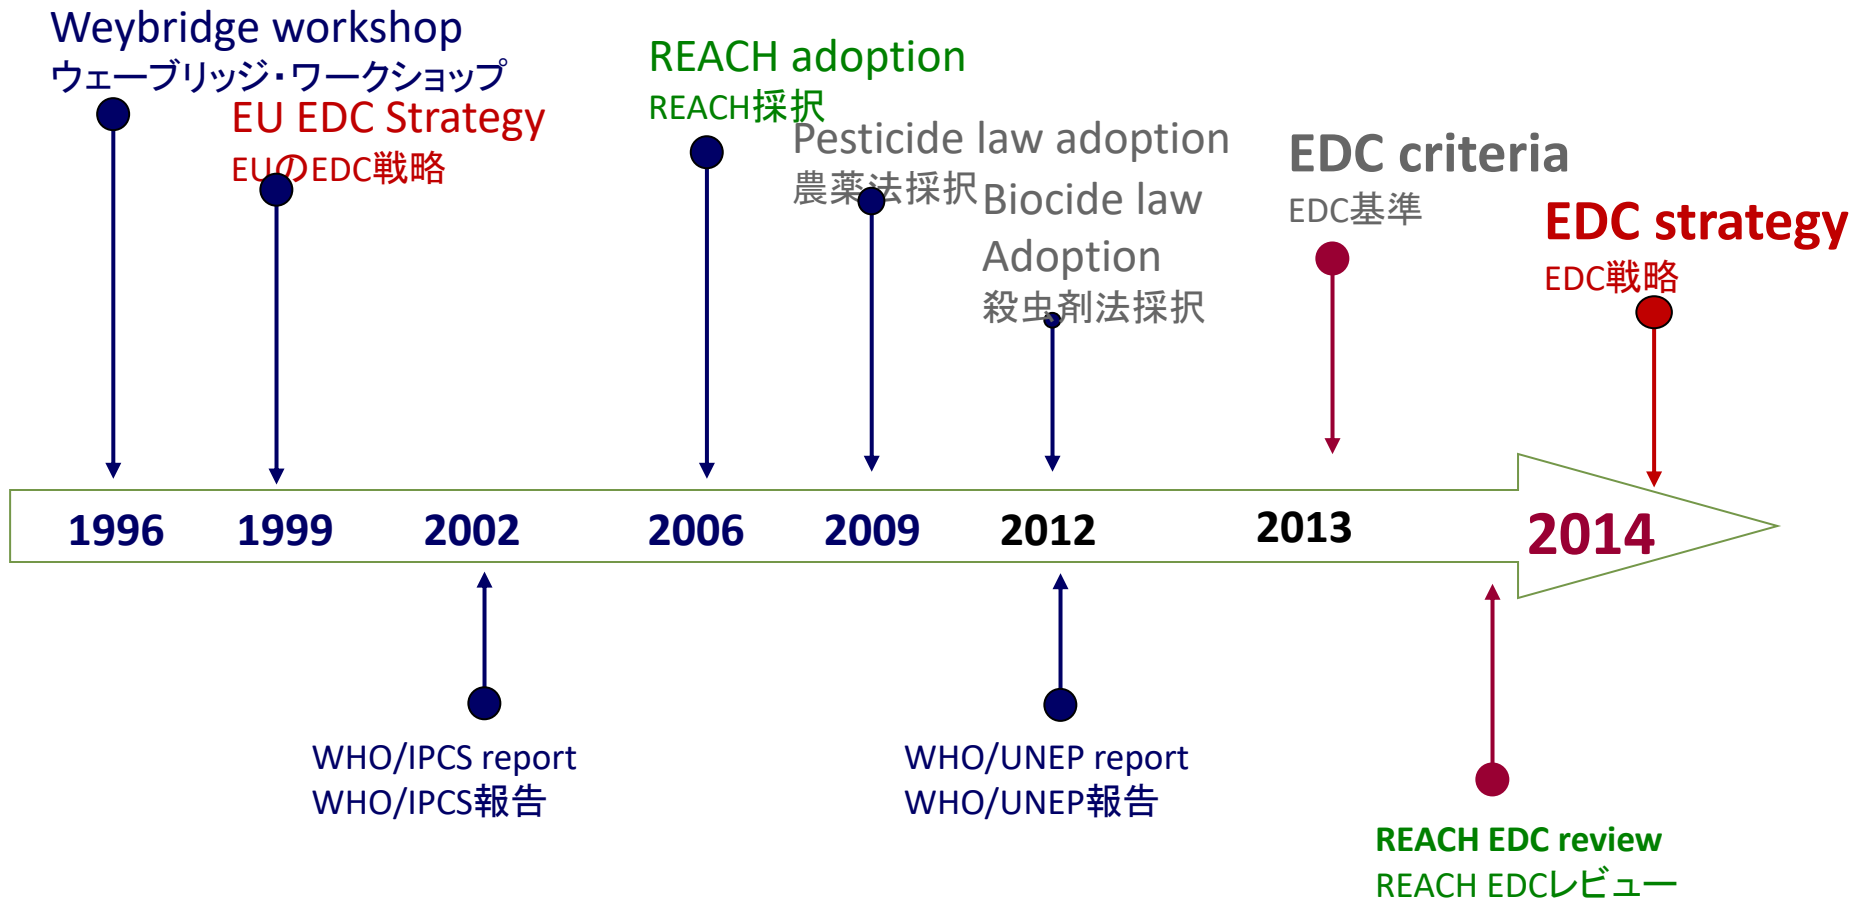 Weybridge workshop
ウェーブリッジ・ワークショップ
EU EDC Strategy
EUのEDC戦略
REACH adoption
REACH採択
Pesticide law adoption
農薬法採択
Biocide law
Adoption
殺虫剤法採択
EDC criteria
EDC基準
EDC strategy
EDC戦略
1996
1999
2002
2006
2009
2012
2013
2014
WHO/IPCS report
WHO/IPCS報告
WHO/UNEP report
WHO/UNEP報告
REACH EDC review
REACH EDCレビュー